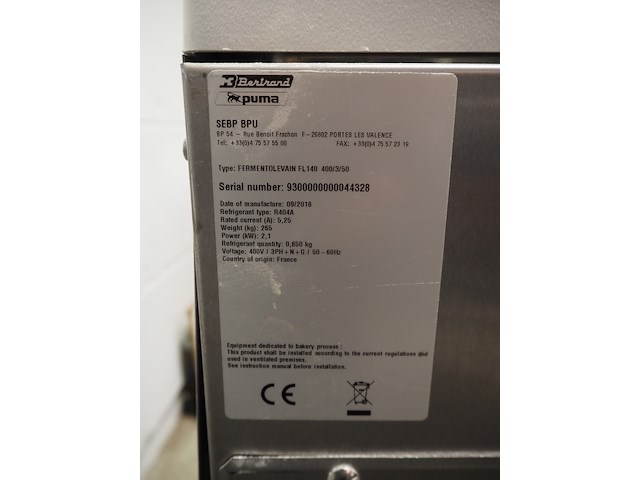 Bertrand
puma
SEBP BPU
BP 54 - Rue Benoit Frachon F-26802 PORTES LES VALENCE
Tel: +33(0)4 75 57 55 00 FAX: +33(0)4 75 57 23 19
Type: FERMENTOLEVAIN FL140 400/3/50
Serial number: 9300000000044328
Date of manufacture: 09/2016
Refrigerant type: R404A
Rated current (A): 5,25
Weight (kg): 265
Power (kW): 2,1
Refrigerant quantity: 0,650 kg
Voltage: 400V / 3PH+N+G / 50-60Hz
Country of origin: France
Equipment dedicated to bakery process :
This product shall be installed according to the current regulations and
used in ventilated premises.
See instruction manual before installation.
CE